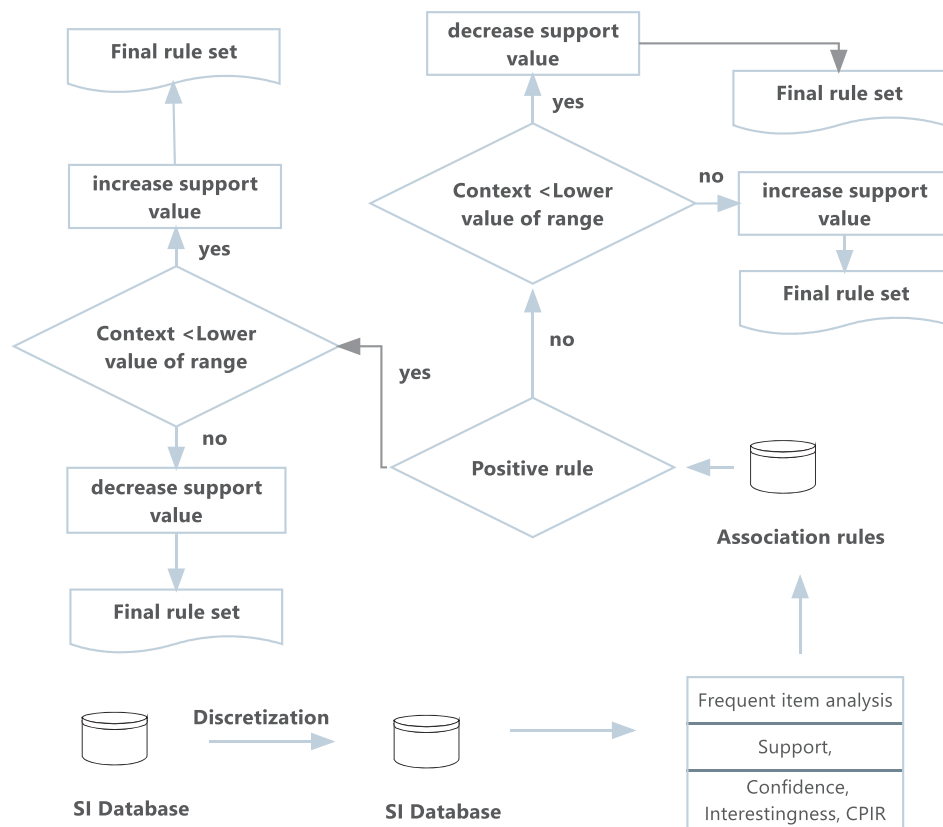 Final rule set
decrease support
value
Final rule set
yes
increase support
value
Context <Lower
value of range
no
increase support
value
yes
Final rule set
Context <Lower
value of range
no
yes
no
Positive rule
decrease support
value
Association rules
Final rule set
Discretization
SI Database
SI Database
Frequent item analysis
Support,
Confidence,
Interestingness, CPIR